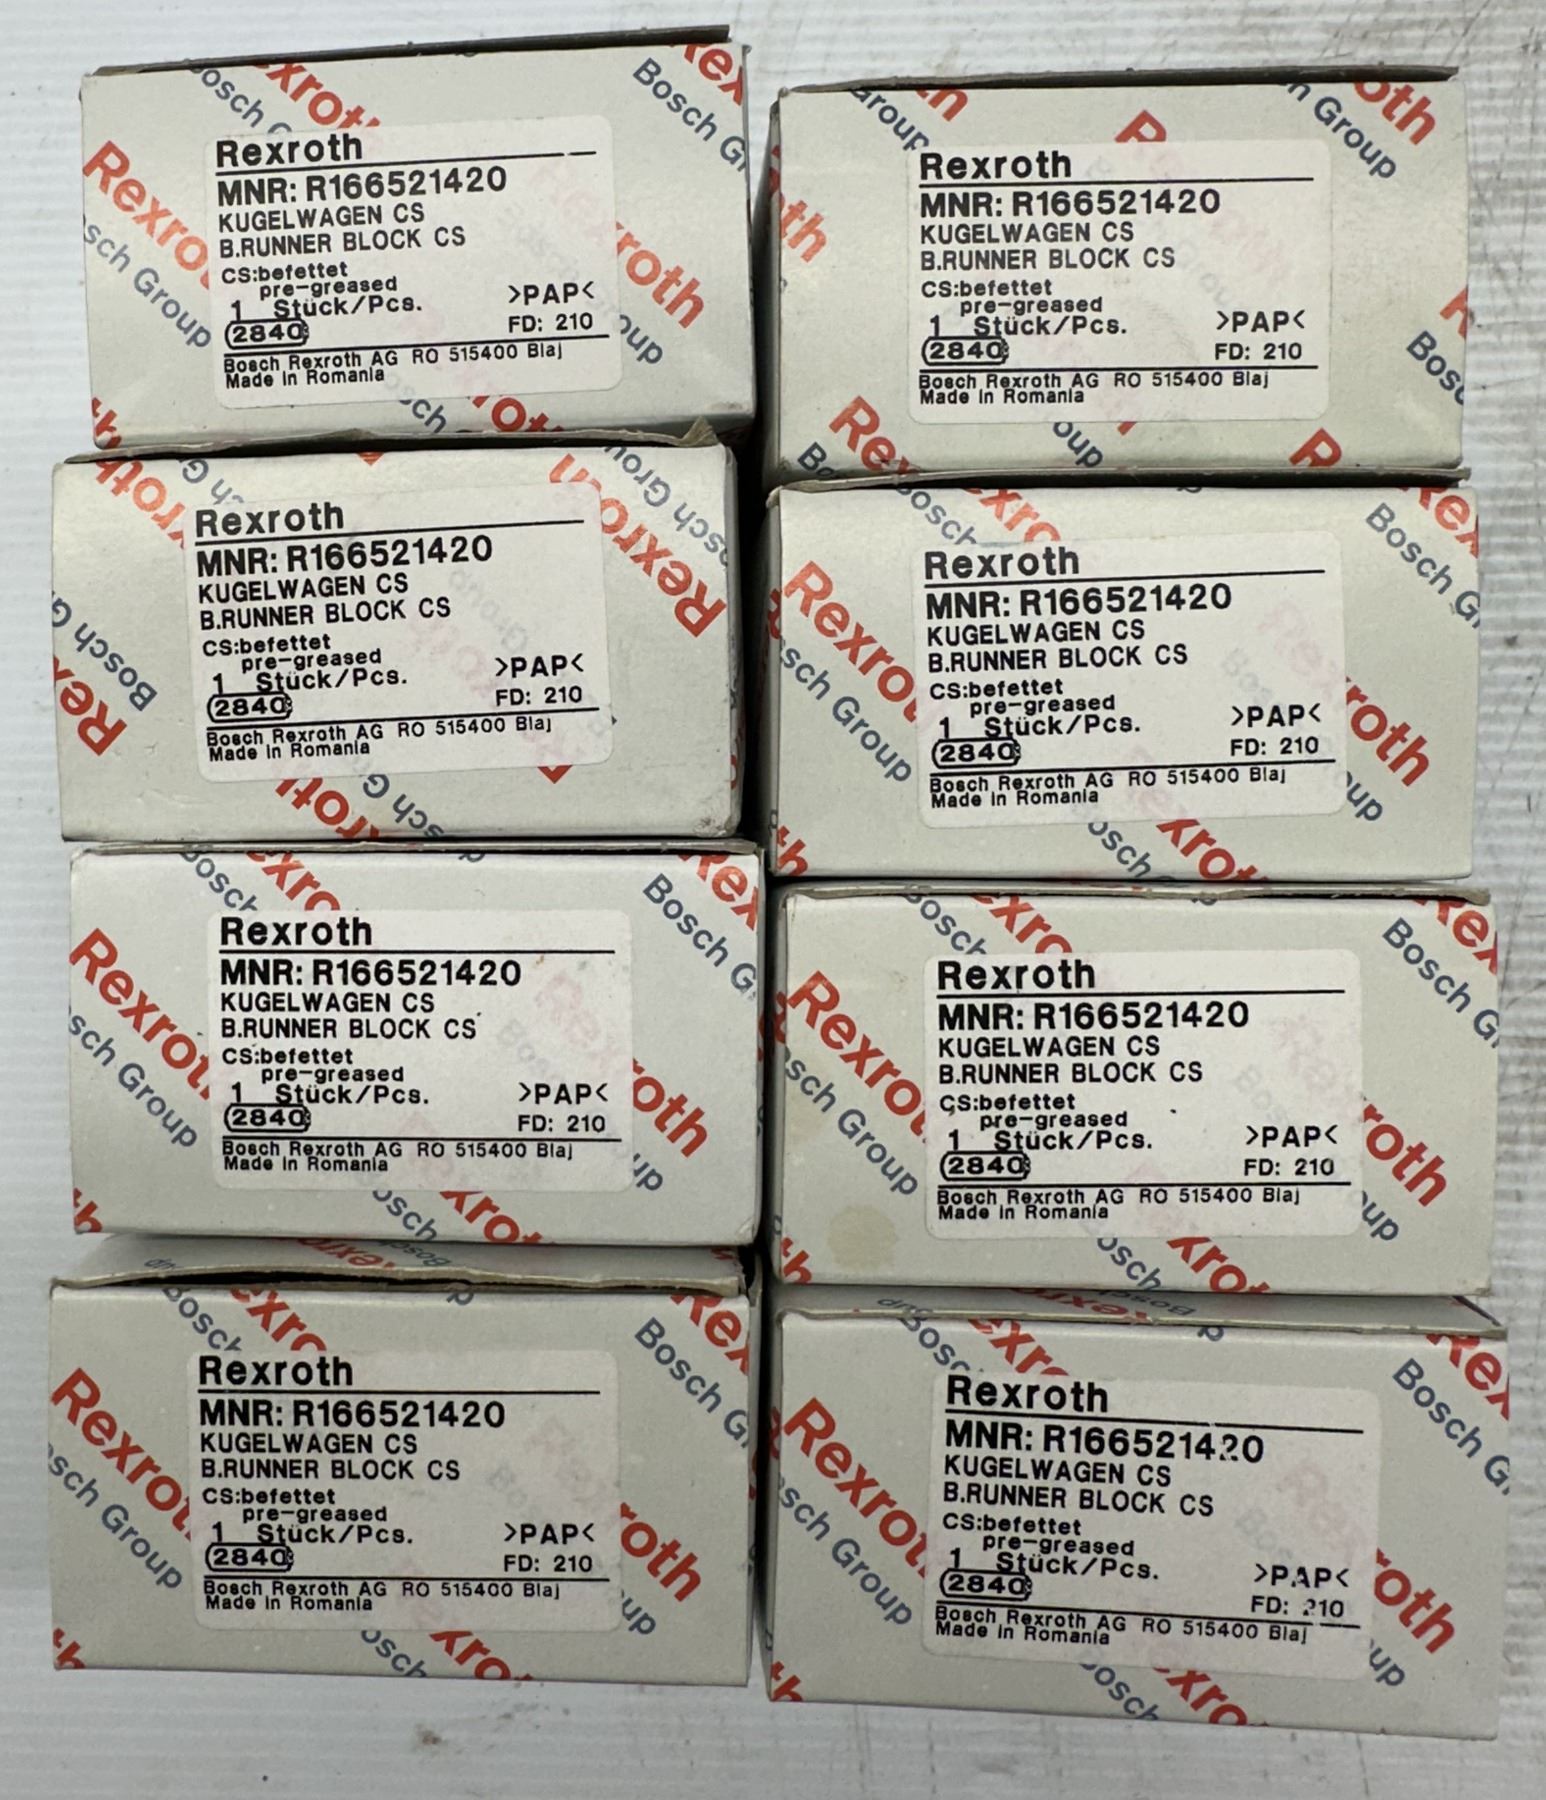 Rexroth
MNR: R166521420
KUGELWAGEN CS
B.RUNNER BLOCK CS
CS:befettet
pre-greased
1 Stück/Pcs. >PAP<
2840 FD: 210
Bosch Rexroth AG RO 515400 Blaj
Made in Romania
Rexroth
MNR: R166521420
KUGELWAGEN CS
B.RUNNER BLOCK CS
CS:befettet
pre-greased
1 Stück/Pcs. >PAP<
2840 FD: 210
Bosch Rexroth AG RO 515400 Blaj
Made in Romania
Rexroth
MNR: R166521420
KUGELWAGEN CS
B.RUNNER BLOCK CS
CS:befettet
pre-greased
1 Stück/Pcs. >PAP<
2840 FD: 210
Bosch Rexroth AG RO 515400 Blaj
Made in Romania
Rexroth
MNR: R166521420
KUGELWAGEN CS
B.RUNNER BLOCK CS
CS:befettet
pre-greased
1 Stück/Pcs. >PAP<
2840 FD: 210
Bosch Rexroth AG RO 515400 Blaj
Made in Romania
Rexroth
MNR: R166521420
KUGELWAGEN CS
B.RUNNER BLOCK CS
CS:befettet
pre-greased
1 Stück/Pcs. >PAP<
2840 FD: 210
Bosch Rexroth AG RO 515400 Blaj
Made in Romania
Rexroth
MNR: R166521420
KUGELWAGEN CS
B.RUNNER BLOCK CS
CS:befettet
pre-greased
1 Stück/Pcs. >PAP<
2840 FD: 210
Bosch Rexroth AG RO 515400 Blaj
Made in Romania
Rexroth
MNR: R166521420
KUGELWAGEN CS
B.RUNNER BLOCK CS
CS:befettet
pre-greased
1 Stück/Pcs. >PAP<
2840 FD: 210
Bosch Rexroth AG RO 515400 Blaj
Made in Romania
Rexroth
MNR: R166521420
KUGELWAGEN CS
B.RUNNER BLOCK CS
CS:befettet
pre-greased
1 Stück/Pcs. >PAP<
2840 FD: 210
Bosch Rexroth AG RO 515400 Blaj
Made in Romania